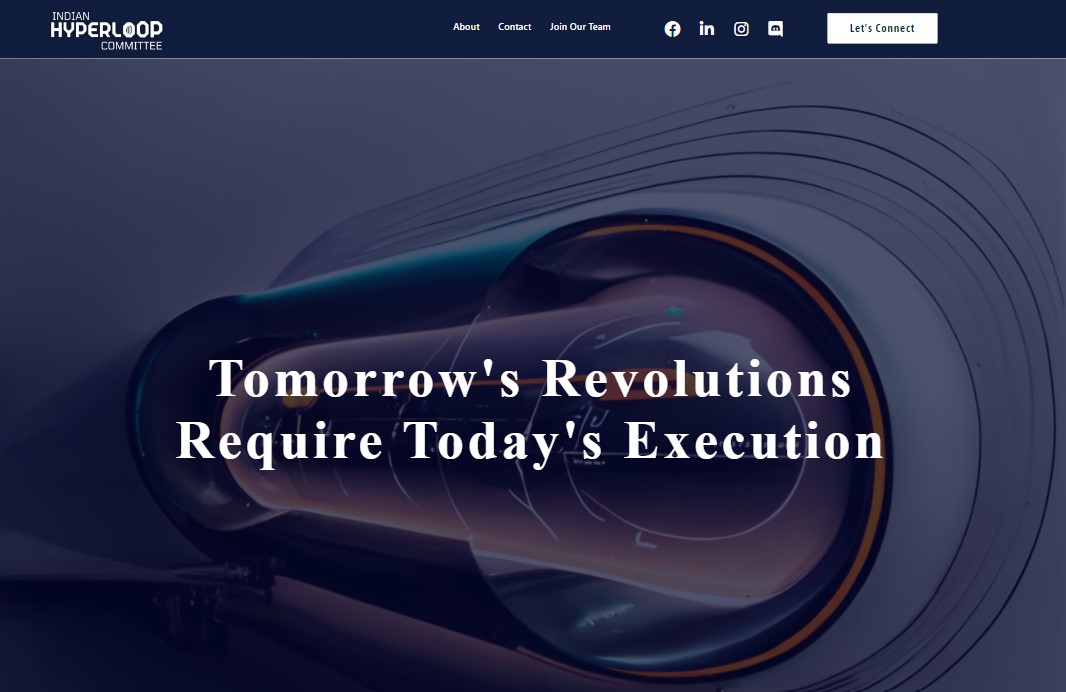 INDIAN
HYPERLOOP
COMMITTEE
About Contact Join Our Team
Let's Connect
Tomorrow's Revolutions
Require Today's Execution